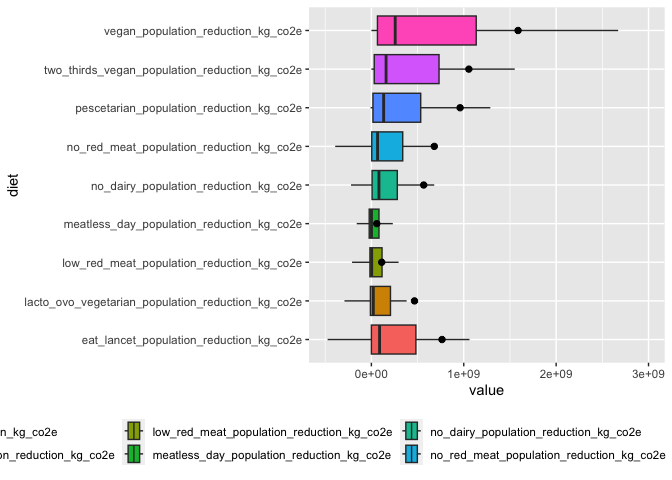 vegan_population_reduction_kg_co2e
two_thirds_vegan_population_reduction_kg_co2e
pescetarian_population_reduction_kg_co2e
no_red_meat_population_reduction_kg_co2e
no_dairy_population_reduction_kg_co2e
meatless_day_population_reduction_kg_co2e
low_red_meat_population_reduction_kg_co2e
lacto_ovo_vegetarian_population_reduction_kg_co2e
eat_lancet_population_reduction_kg_co2e
diet
0e+00 1e+09 2e+09 3e+09
value
n_kg_co2e low_red_meat_population_reduction_kg_co2e no_dairy_population_reduction_kg_co2e
on_reduction_kg_co2e meatless_day_population_reduction_kg_co2e no_red_meat_population_reduction_kg_co2e